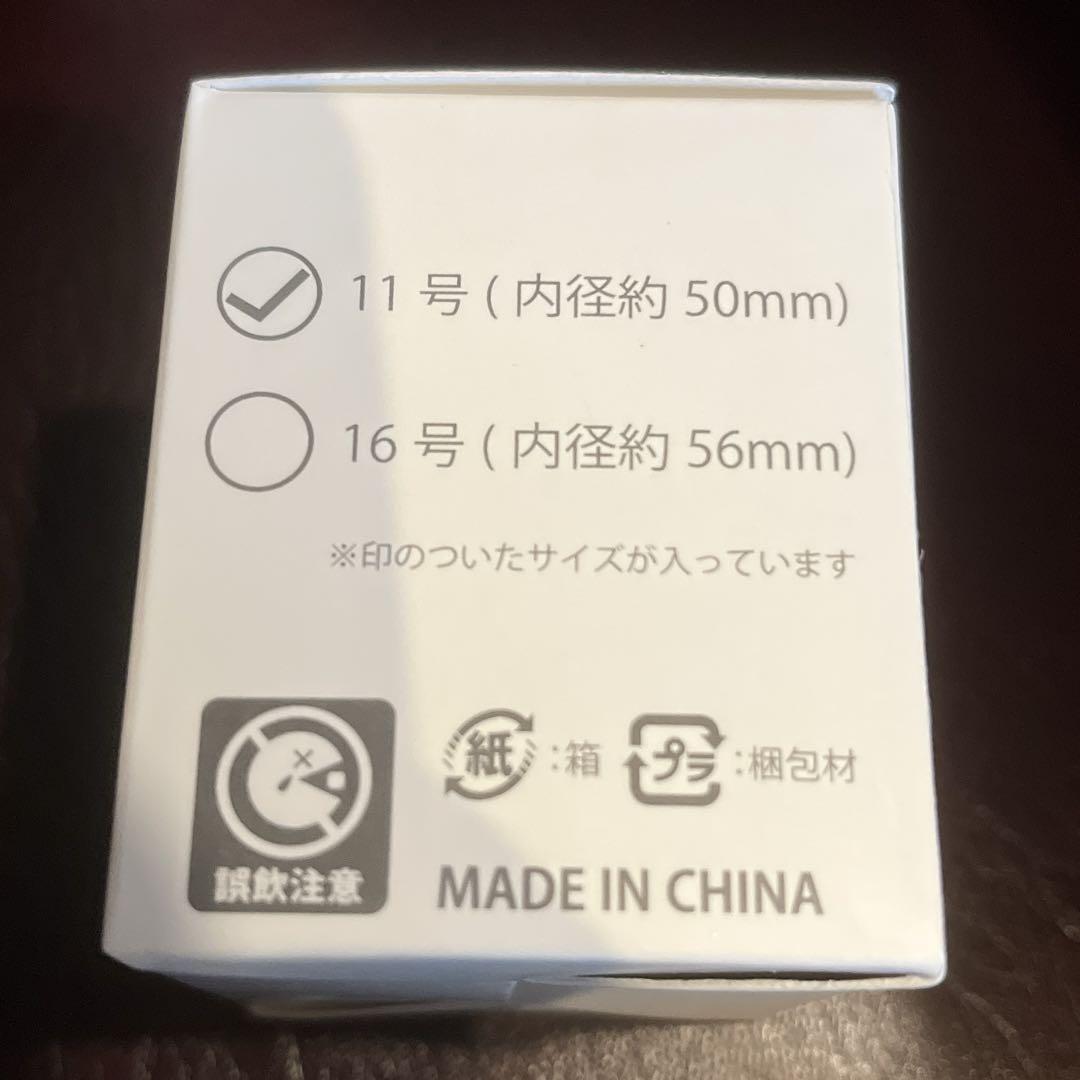 11 号 ( 内径約 50mm)
16 号 ( 内径約 56mm)
※印のついたサイズが入っています
紙 :箱 プラ :梱包材
誤飲注意
MADE IN CHINA